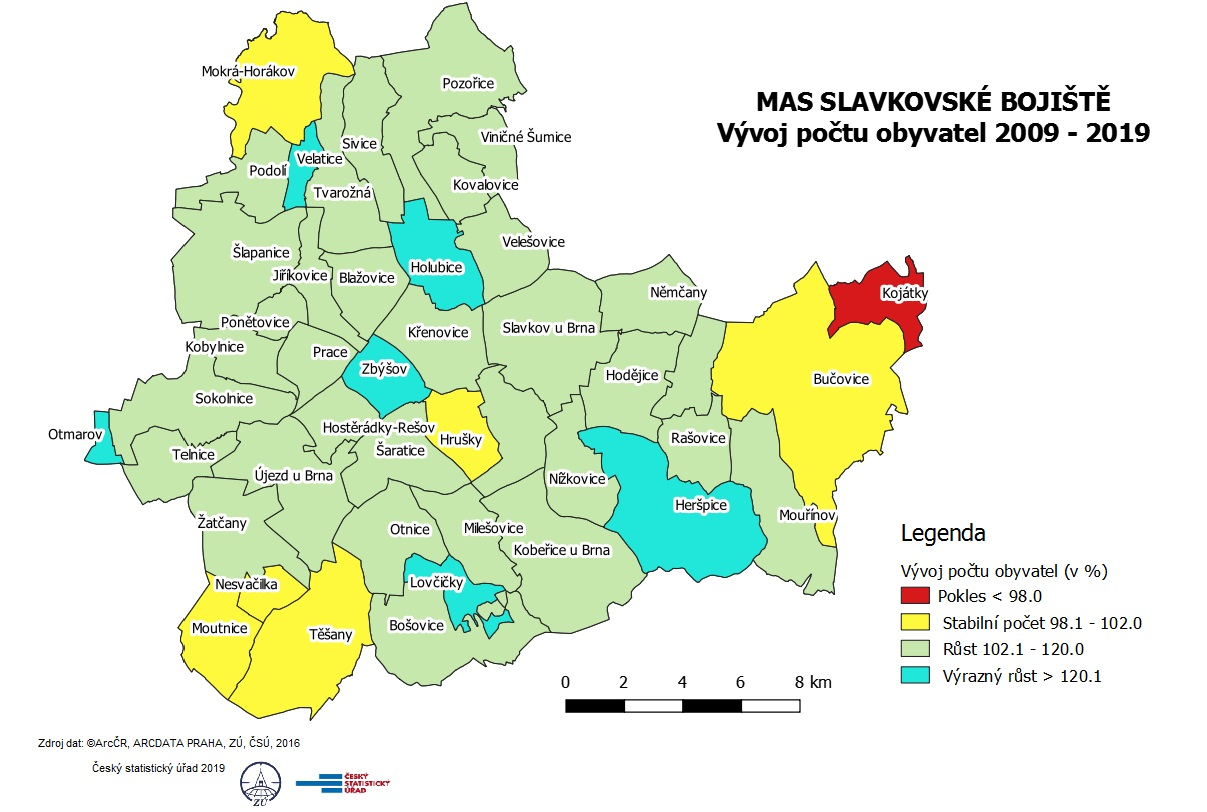 MAS SLAVKOVSKÉ BOJIŠTĚ
Vývoj počtu obyvatel 2009 - 2019
Mokrá-Horákov
Pozořice
Viničné Šumice
Sivice
Velatice
Podolí
Kovalovice
Tvarožná
Velešovice
Šlapanice
Holubice
Jiříkovice
Blažovice
Němčany
Kojátky
Ponětovice
Křenovice
Slavkov u Brna
Kobylnice
Prace
Zbýšov
Hodějice
Bučovice
Sokolnice
Otmarov
Hostěrádky-Rešov
Hrušky
Rašovice
Šaratice
Telnice
Újezd u Brna
Nížkovice
Heršpice
Mouřínov
Žatčany
Otnice
Milešovice
Kobeřice u Brna
Nesvačilka
Lovčičky
Moutnice
Těšany
Bošovice
Legenda
Vývoj počtu obyvatel (v %)
Pokles < 98.0
Stabilní počet 98.1 - 102.0
Růst 102.1 - 120.0
Výrazný růst > 120.1
0 2 4 6 8 km
Zdroj dat: ©ArcČR, ARCDATA PRAHA, ZÚ, ČSÚ, 2016
Český statistický úřad 2019
ZÚ
ČESKÝ
STATISTICKÝ
ÚŘAD